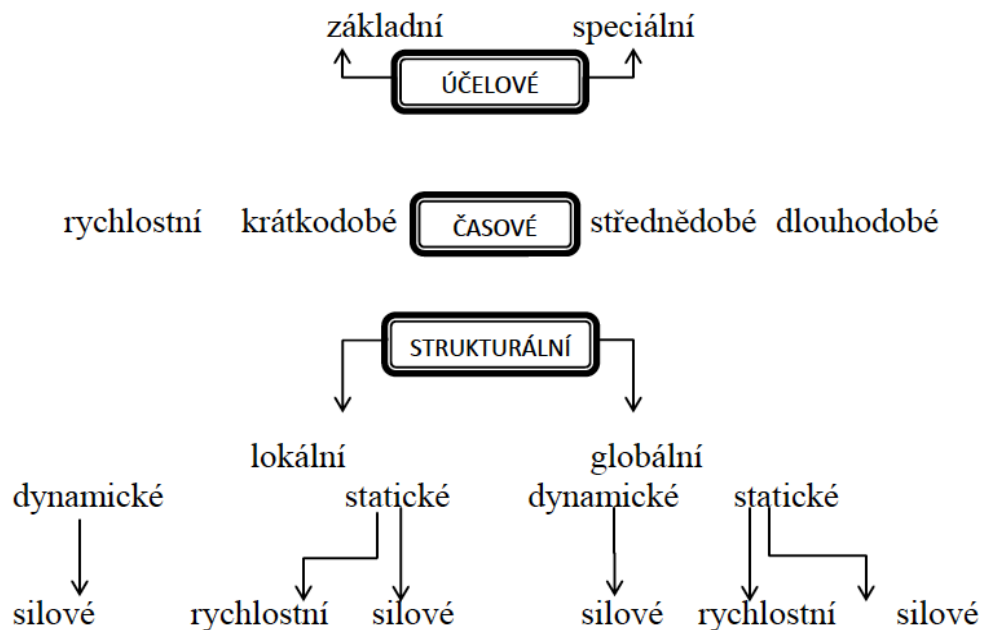 základní speciální
ÚČELOVÉ
rychlostní krátkodobé ČASOVÉ střednědobé dlouhodobé
STRUKTURÁLNÍ
lokální globální
dynamické statické dynamické statické
silové rychlostní silové silové rychlostní silové